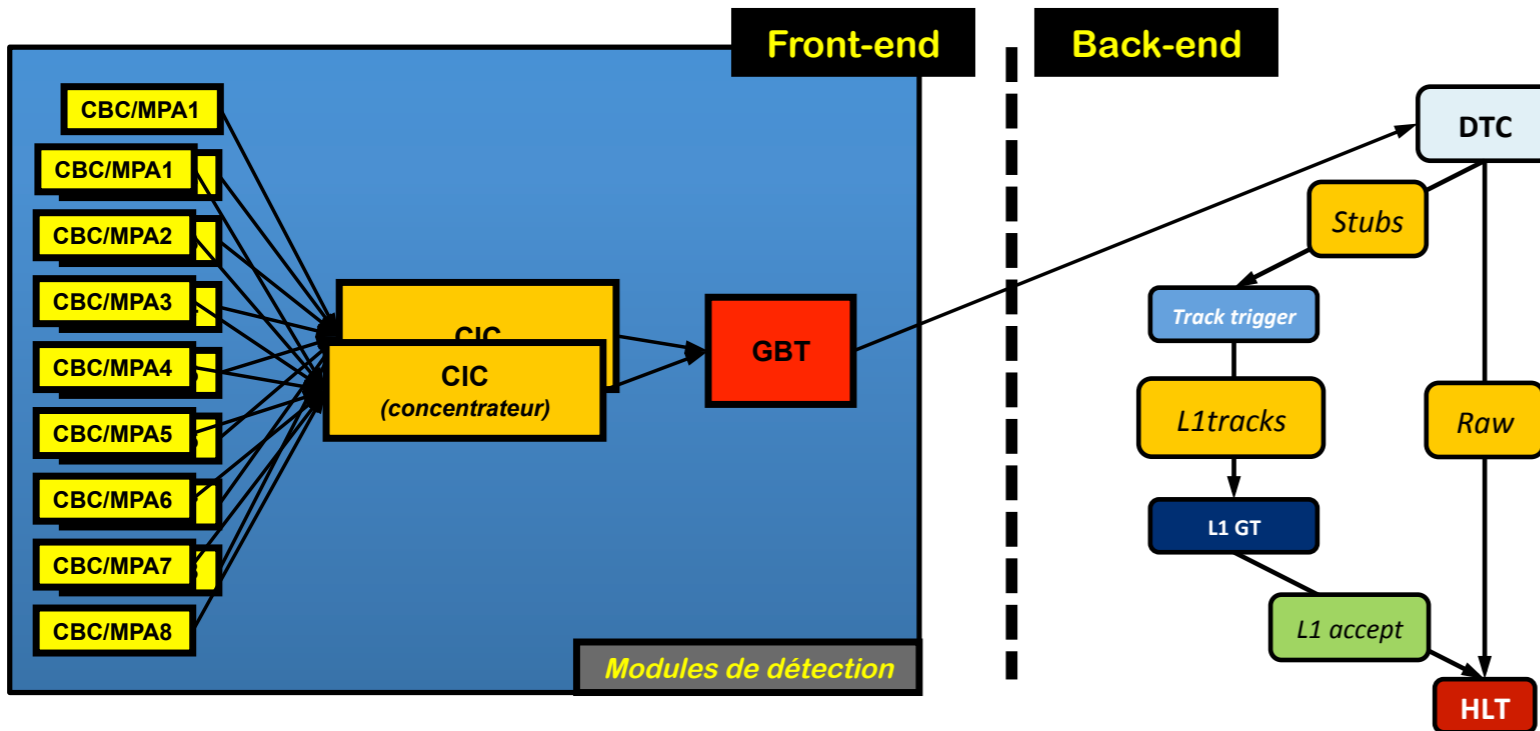 Front-end
Back-end
CBC/MPA1
CBC/MPA1
CBC/MPA2
CBC/MPA3
CBC/MPA4
CBC/MPA5
CBC/MPA6
CBC/MPA7
CBC/MPA8
CIC
CIC
(concentrateur)
GBT
Modules de détection
DTC
Stubs
Track trigger
L1tracks
Raw
L1 GT
L1 accept
HLT